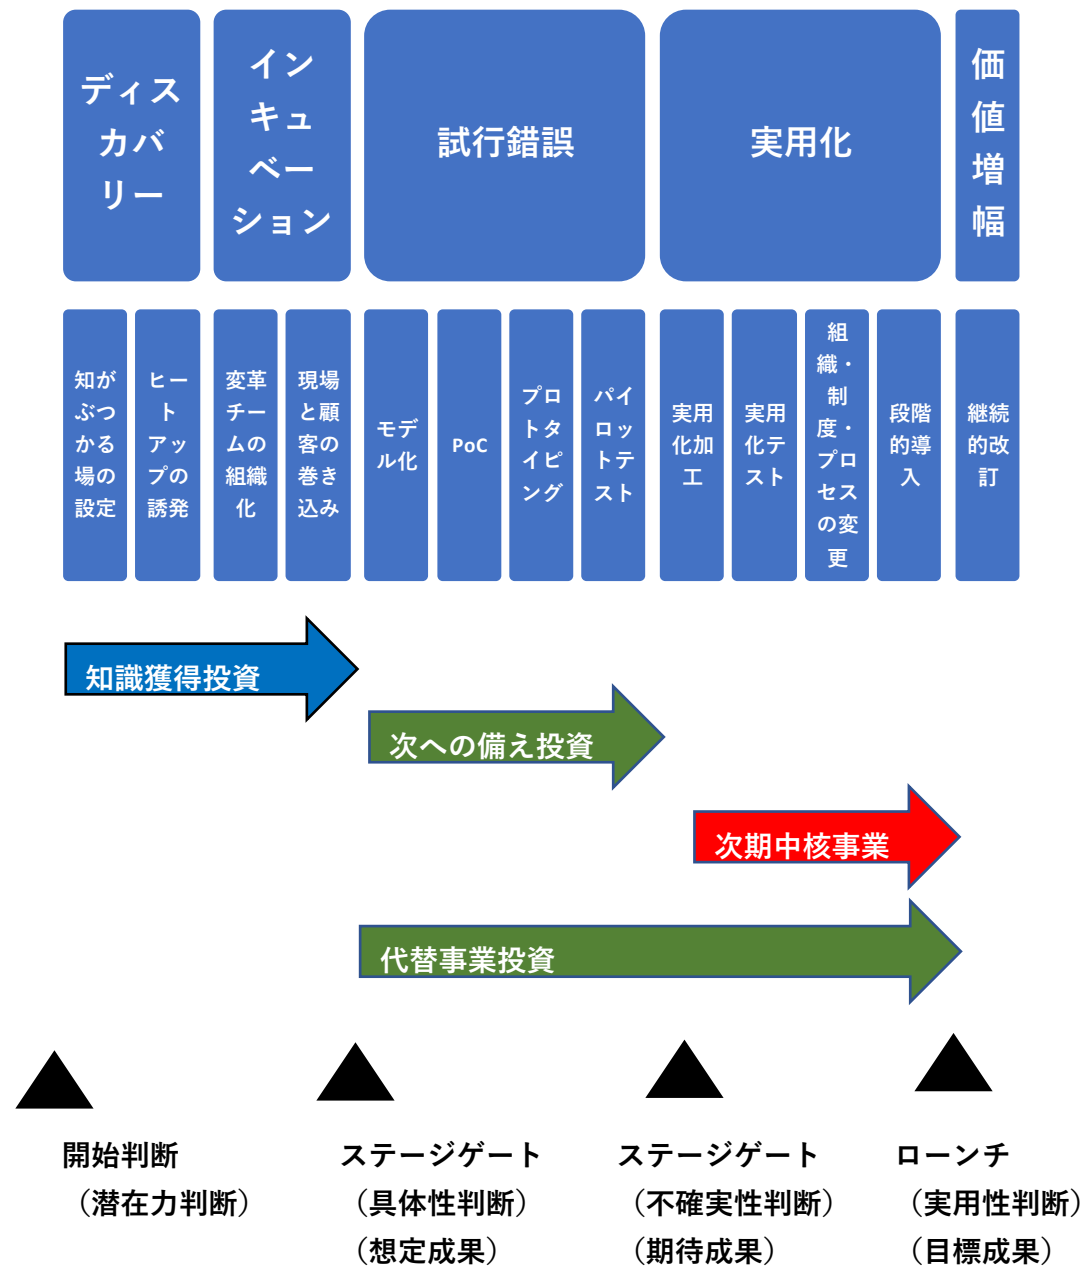 ディス
カバ
リー
イン
キュ
ベー
ション
試行錯誤
実用化
価
値
増
幅
知が
ぶつ
かる
場の
設定
ヒー
ト
アッ
プの
誘発
変革
チー
ムの
組織
化
現場
と顧
客の
巻き
込み
モデ
ル化
PoC
プロ
トタ
イピ
ング
パイ
ロッ
トテ
スト
実用
化加
工
実用
化テ
スト
組
織・
制
度・
プロ
セス
の変
更
段階
的導
入
継続
的改
訂
知識獲得投資
次への備え投資
次期中核事業
代替事業投資
開始判断
（潜在力判断）
ステージゲート
（具体性判断）
（想定成果）
ステージゲート
（不確実性判断）
（期待成果）
ローンチ
（実用性判断）
（目標成果）